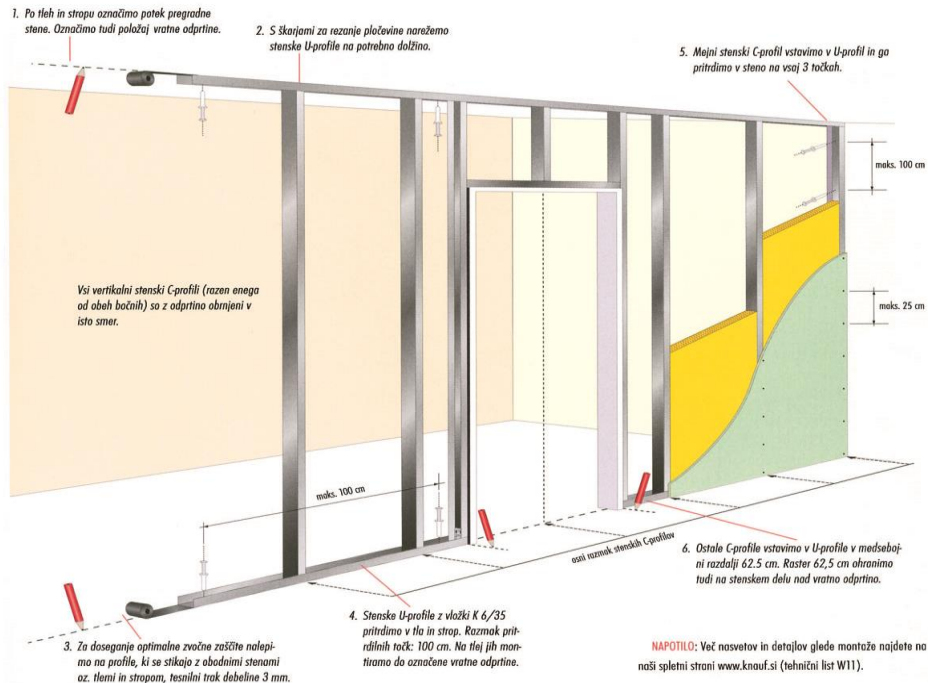 1. Po tleh in stropu označimo potek pregradne
stene. Označimo tudi položaj vratne odprtine.
2. S škarjami za rezanje pločevine narežemo
stenske U-profile na potrebno dolžino.
5. Mejni stenski C-profil vstavimo v U-profil in ga
pritrdimo v steno na vsaj 3 točkah.
maks. 100 cm
Vsi vertikalni stenski C-profili (razen enega
od obeh bočnih) so z odprtino obrnjeni v
isto smer.
maks. 25 cm
maks. 100 cm
osni razmak stenskih C-profilov
6. Ostale C-profile vstavimo v U-profile v medseboj-
ni razdalji 62.5 cm. Raster 62,5 cm ohranimo
tudi na stenskem delu nad vratno odprtino.
4. Stenske U-profile z vložki K 6/35
pritrdimo v tla in strop. Razmak prit-
rdilnih točk: 100 cm. Na tlej jih mon-
tiramo do označene vratne odprtine.
3. Za doseganje optimalne zvočne zaščite nalepi-
mo na profile, ki se stikajo z obodnimi stenami
oz. tlemi in stropom, tesnilni trak debeline 3 mm.
NAPOTILO: Več nasvetov in detajlov glede montaže najdete na
naši spletni strani www.knauf.si (tehnični list W11).